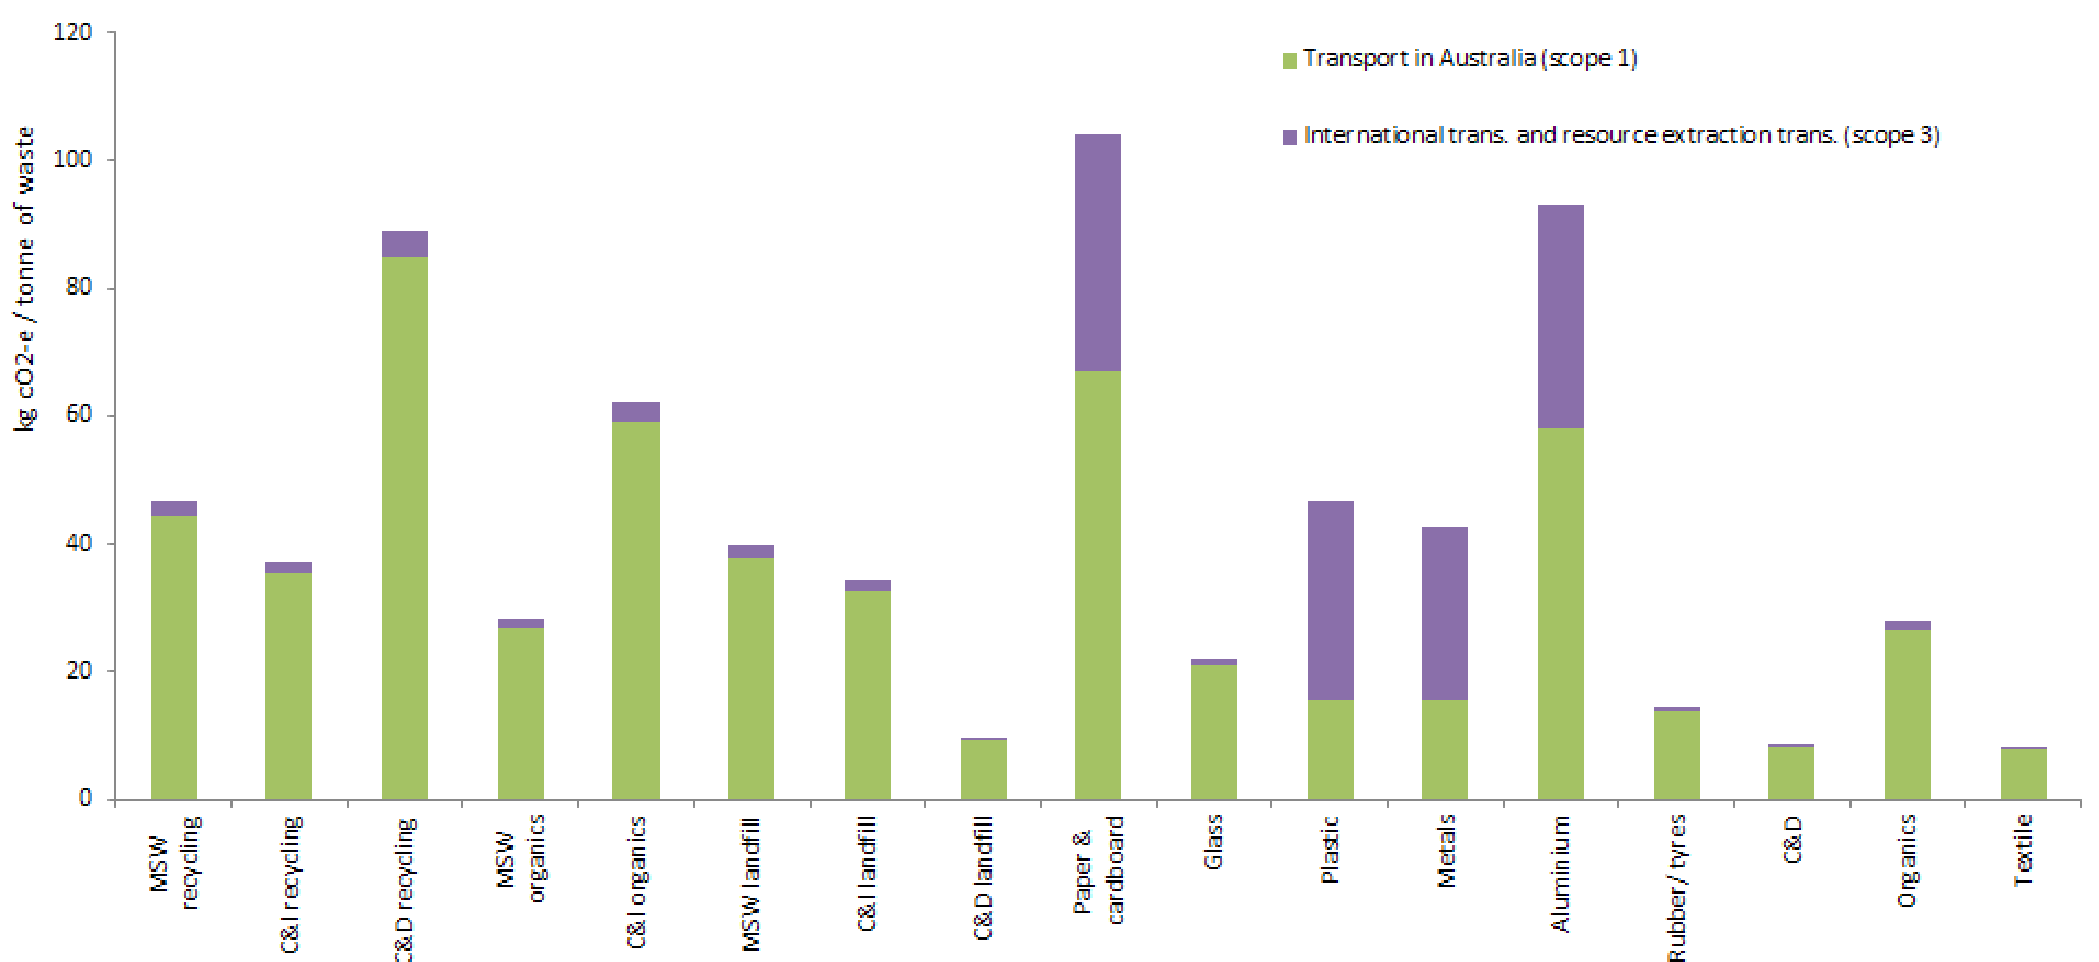 120
100
80
60
40
20
0
kg cO2-e / tonne of waste
Transport in Australia (scope 1)
International trans. and resource extraction trans. (scope 3)
MSW
recycling
C&I recycling
C&D recycling
MSW
organics
C&I organics
MSW landfill
C&I landfill
C&D landfill
Paper &
cardboard
Glass
Plastic
Metals
Aluminium
Rubber/ tyres
C&D
Organics
Textile